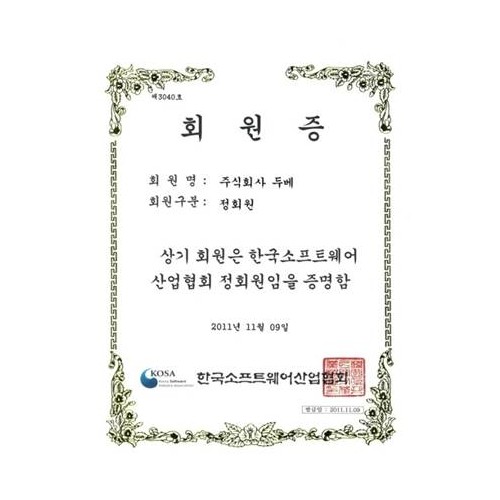 제3040호
회 원 증
회 원 명 : 주식회사 두베
회원구분 : 정회원
상기 회원은 한국소프트웨어
산업협회 정회원임을 증명함
2011년 11월 09일
KOSA
Korea Software
Industry Association
한국소프트웨어산업협회
발급일 : 2011.11.09